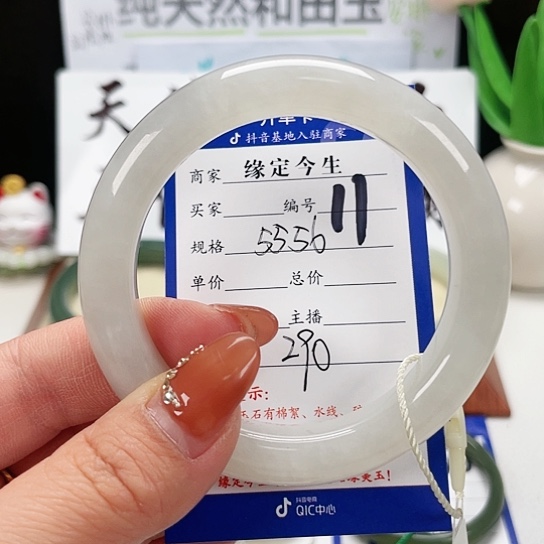 纯天然和田玉
天
开单卡
抖音基地入驻商家
商家 缘定今生
买家 编号 11
规格 55.56
单价 总价
主播
290
示:
玉石有棉絮、水线、
缘定今
抖音电商
QIC中心